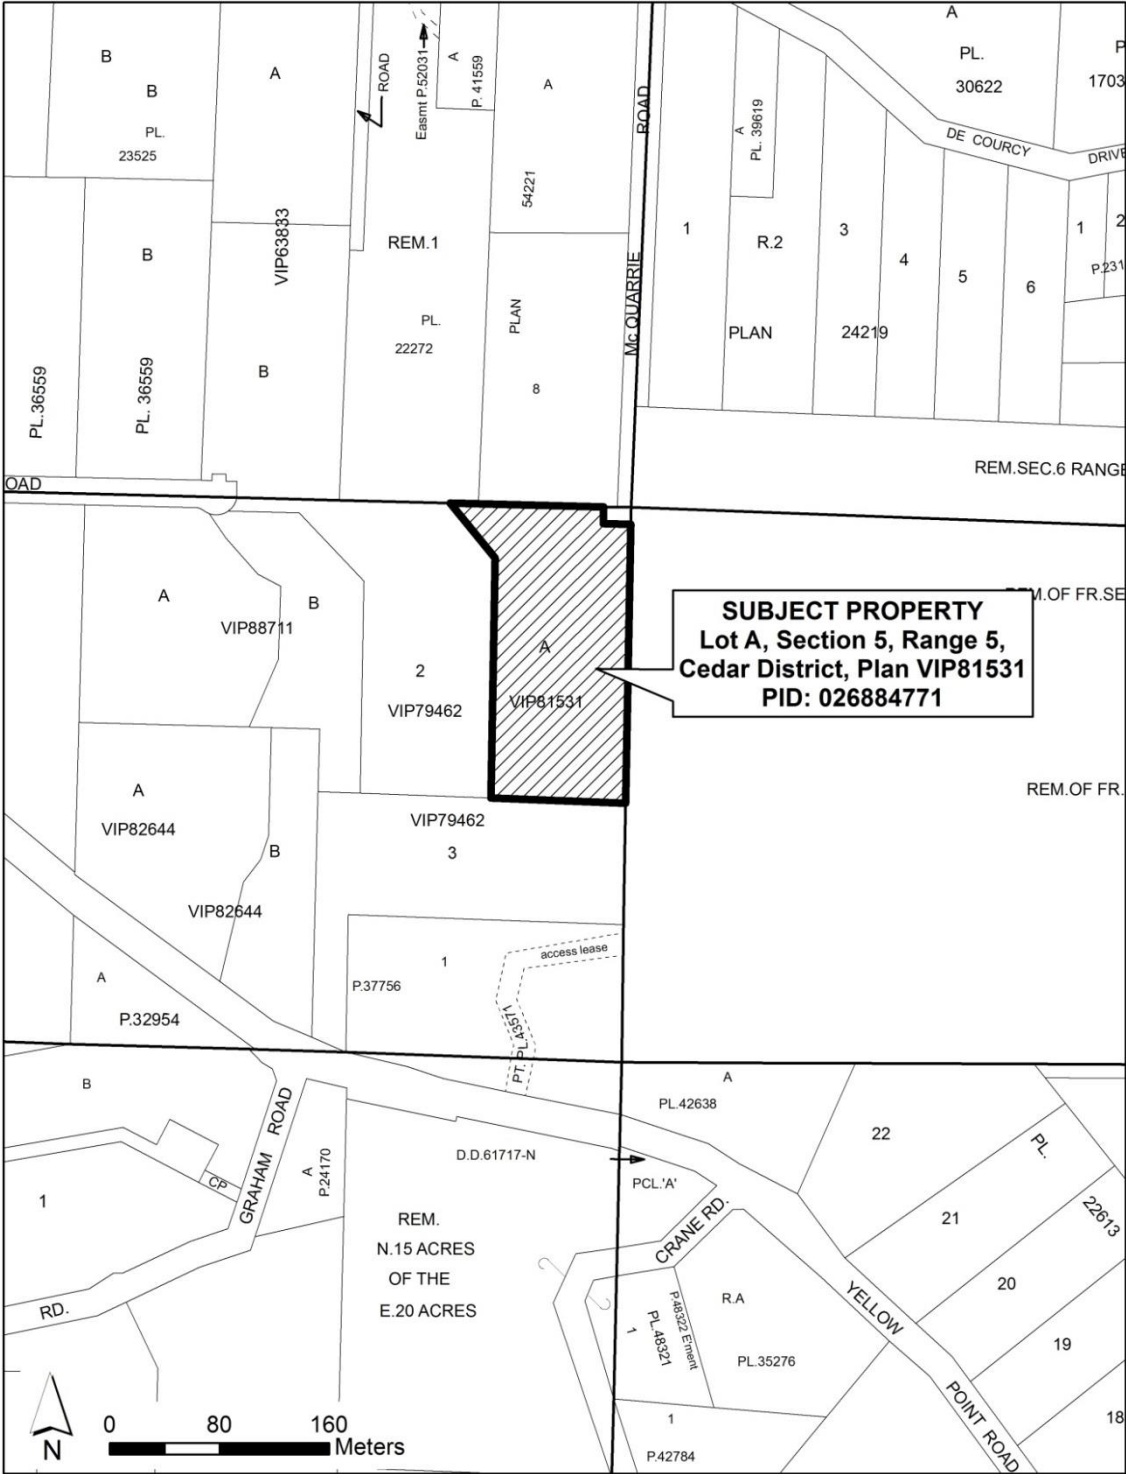 A
B
A
B
PL.
23525
ROAD
Easmt P.52031
A
P. 41559
A
54221
ROAD
A
PL. 39619
PL.
30622
P
1703
DE COURCY
DRIVE
B
VIP63833
REM.1
1
R.2
3
4
5
6
1
2
P.231
PL.
22272
PLAN
Mc QUARRIE
PLAN
24219
PL.36559
PL. 36559
B
8
REM.SEC.6 RANGE
OAD
A
B
VIP88711
2
VIP79462
A
VIP81531
SUBJECT PROPERTY
Lot A, Section 5, Range 5,
Cedar District, Plan VIP81531
PID: 026884771
M.OF FR.SE
REM.OF FR.
A
VIP82644
B
VIP79462
3
VIP82644
A
P.32954
1
P.37756
access lease
PT. PL.43571
B
GRAHAM ROAD
A
P.24170
CP
1
RD.
D.D.61717-N
REM.
N.15 ACRES
OF THE
E.20 ACRES
A
PL.42638
PCL.'A'
CRANE RD.
22
PL.
22613
21
20
19
18
YELLOW
POINT ROAD
R.A
PL.35276
P.48322 E'ment
PL.48321
1
1
P.42784
N
0 80 160
Meters